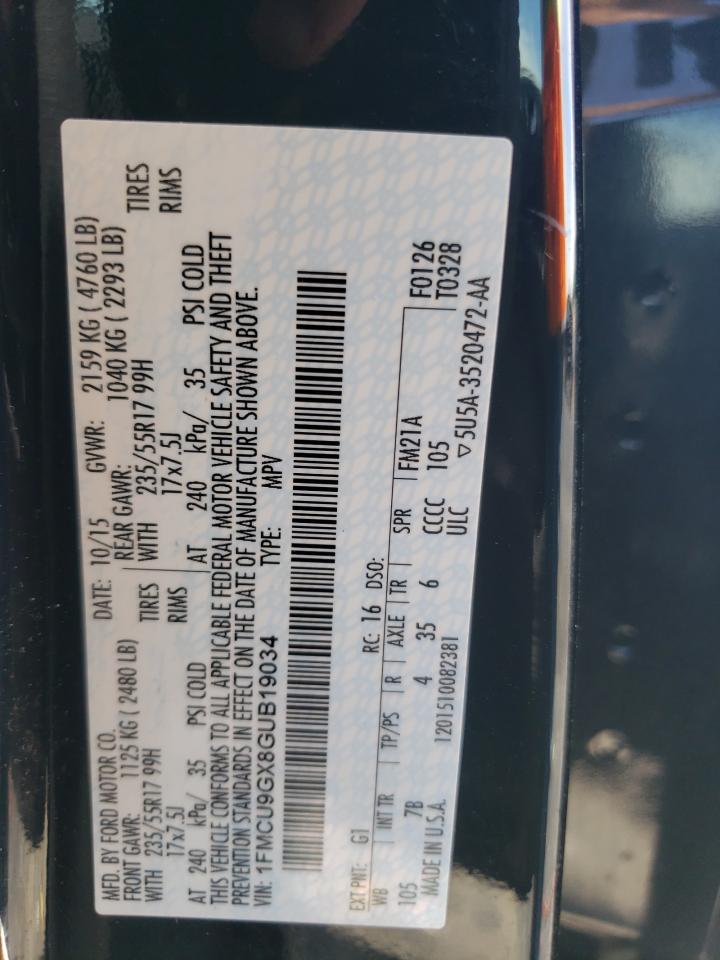 MFD. BY FORD MOTOR CO. DATE: 10/15 GVWR: 2159 KG ( 4760 LB)
FRONT GAWR: 1125 KG ( 2480 LB) REAR GAWR: 1040 KG ( 2293 LB)
WITH 235/55R17 99H TIRES WITH 235/55R17 99H TIRES
17x7.5J RIMS 17x7.5J RIMS
AT 240 kPa/ 35 PSI COLD AT 240 kPa/ 35 PSI COLD
THIS VEHICLE CONFORMS TO ALL APPLICABLE FEDERAL MOTOR VEHICLE SAFETY AND THEFT
PREVENTION STANDARDS IN EFFECT ON THE DATE OF MANUFACTURE SHOWN ABOVE.
VIN: 1FMCU9GX8GUB19034 TYPE: MPV
EXT PNT: G1 RC: 16 DSO: F0126
WB INT TR TP/PS R AXLE TR SPR FM21A T0328
105 7B 4 35 6 CCCC 105
MADE IN U.S.A. 1201510082381 ULC ▽5U5A-3520472-AA